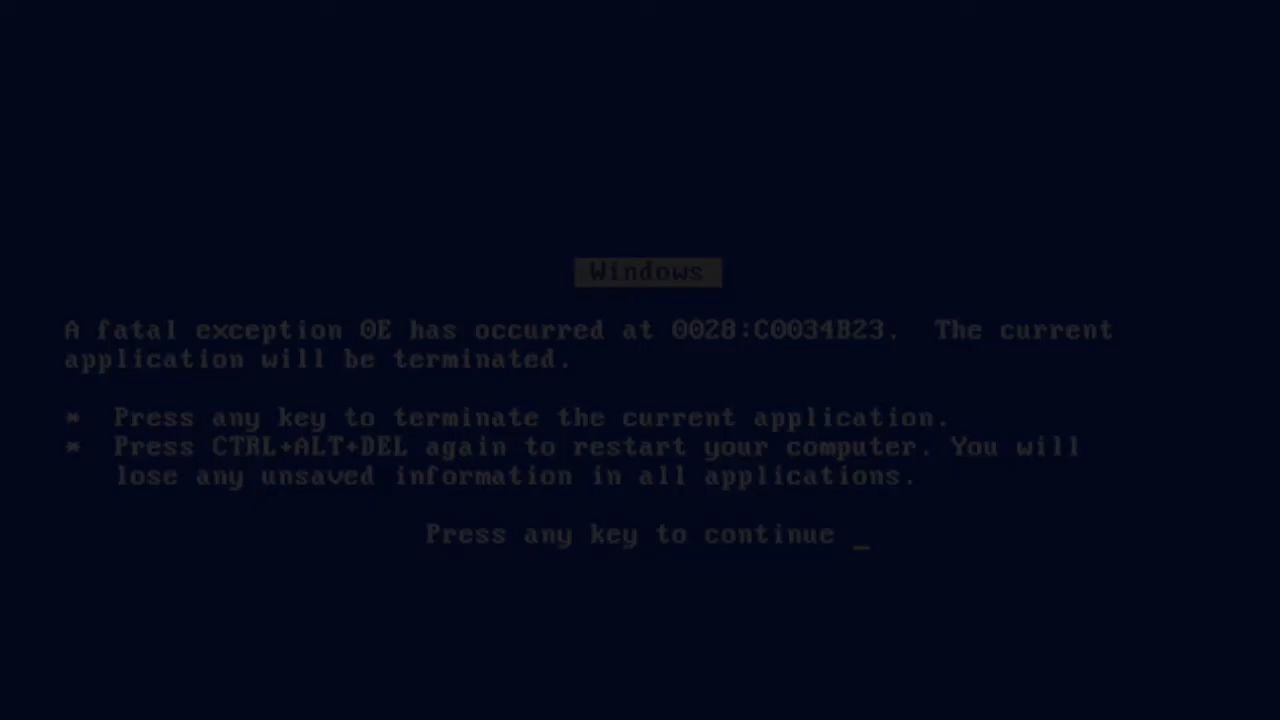 Windows
A fatal exception 0E has occurred at 0028:C0034B23.  The current
application will be terminated.
*  Press any key to terminate the current application.
*  Press CTRL+ALT+DEL again to restart your computer. You will
lose any unsaved information in all applications.
Press any key to continue _